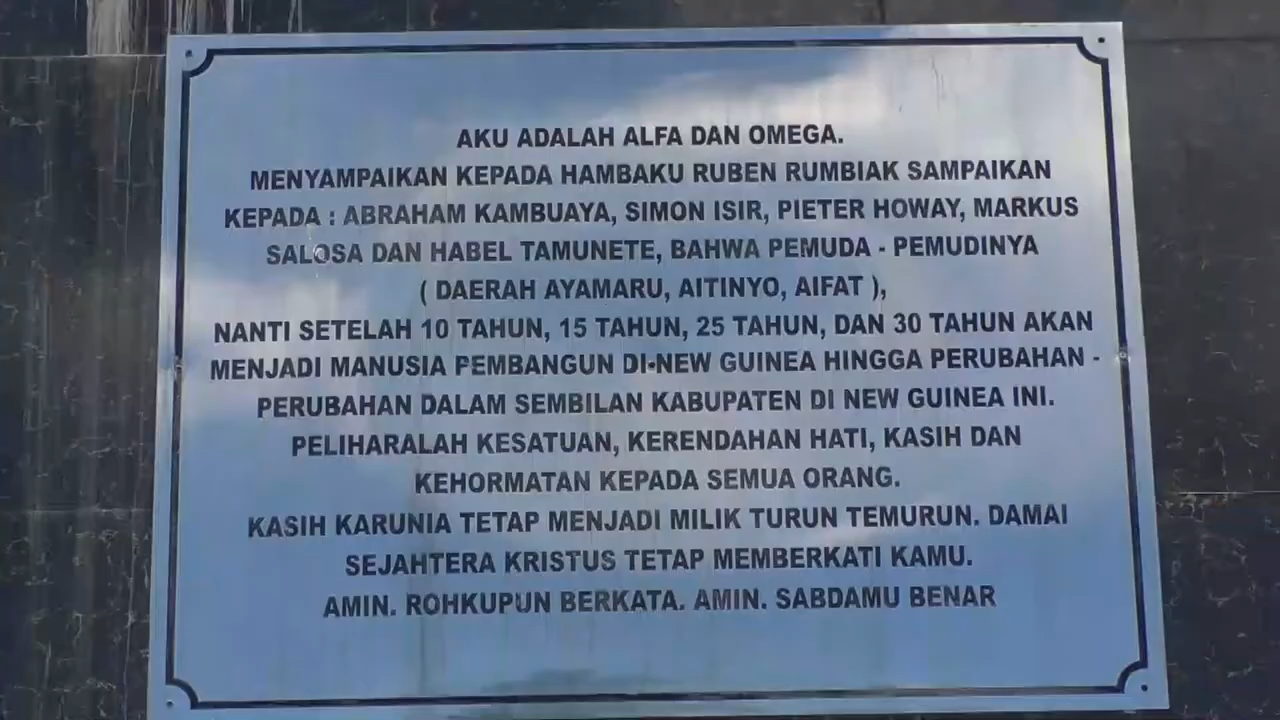 AKU ADALAH ALFA DAN OMEGA.
MENYAMPAIKAN KEPADA HAMBAKU RUBEN RUMBIAK SAMPAIKAN
KEPADA : ABRAHAM KAMBUAYA, SIMON ISIR, PIETER HOWAY, MARKUS
SALOSA DAN HABEL TAMUNETE, BAHWA PEMUDA - PEMUDINYA
( DAERAH AYAMARU, AITINYO, AIFAT ),
NANTI SETELAH 10 TAHUN, 15 TAHUN, 25 TAHUN, DAN 30 TAHUN AKAN
MENJADI MANUSIA PEMBANGUN DI-NEW GUINEA HINGGA PERUBAHAN -
PERUBAHAN DALAM SEMBILAN KABUPATEN DI NEW GUINEA INI.
PELIHARALAH KESATUAN, KERENDAHAN HATI, KASIH DAN
KEHORMATAN KEPADA SEMUA ORANG.
KASIH KARUNIA TETAP MENJADI MILIK TURUN TEMURUN. DAMAI
SEJAHTERA KRISTUS TETAP MEMBERKATI KAMU.
AMIN. ROHKUPUN BERKATA. AMIN. SABDAMU BENAR